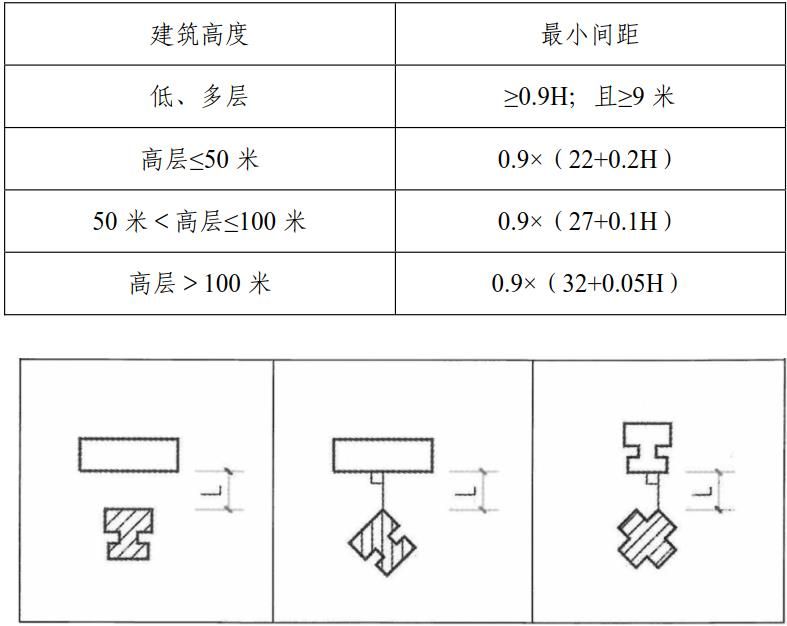 建筑高度 最小间距
低、多层 ≥0.9H；且≥9 米
高层≤50 米 0.9×（22+0.2H）
50 米＜高层≤100 米 0.9×（27+0.1H）
高层＞100 米 0.9×（32+0.05H）
L L L